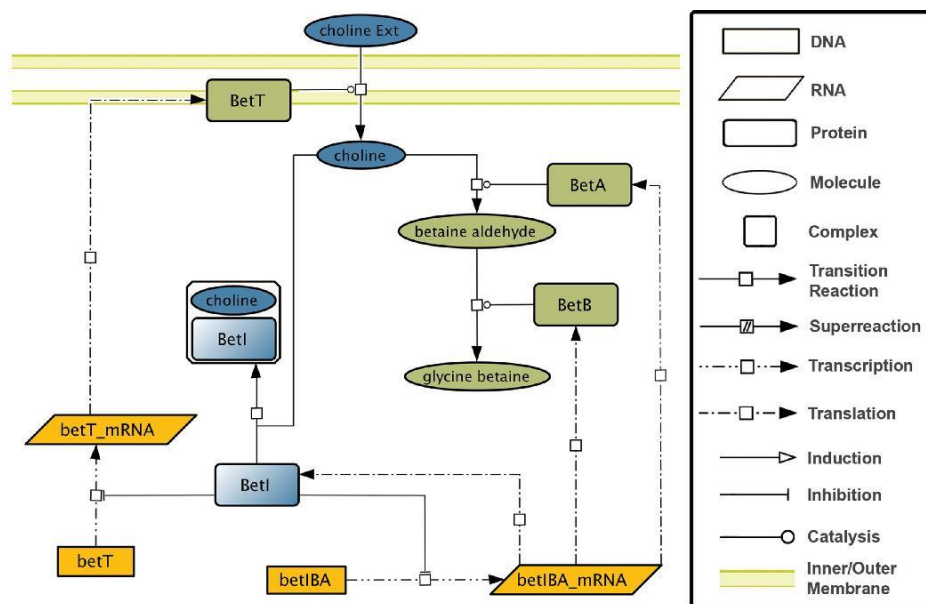 choline Ext
BetT
choline
BetA
betaine aldehyde
choline
BetI
BetB
glycine betaine
betT_mRNA
BetI
betT
betIBA
betIBA_mRNA
DNA
RNA
Protein
Molecule
Complex
Transition
Reaction
Superreaction
Transcription
Translation
Induction
Inhibition
Catalysis
Inner/Outer
Membrane